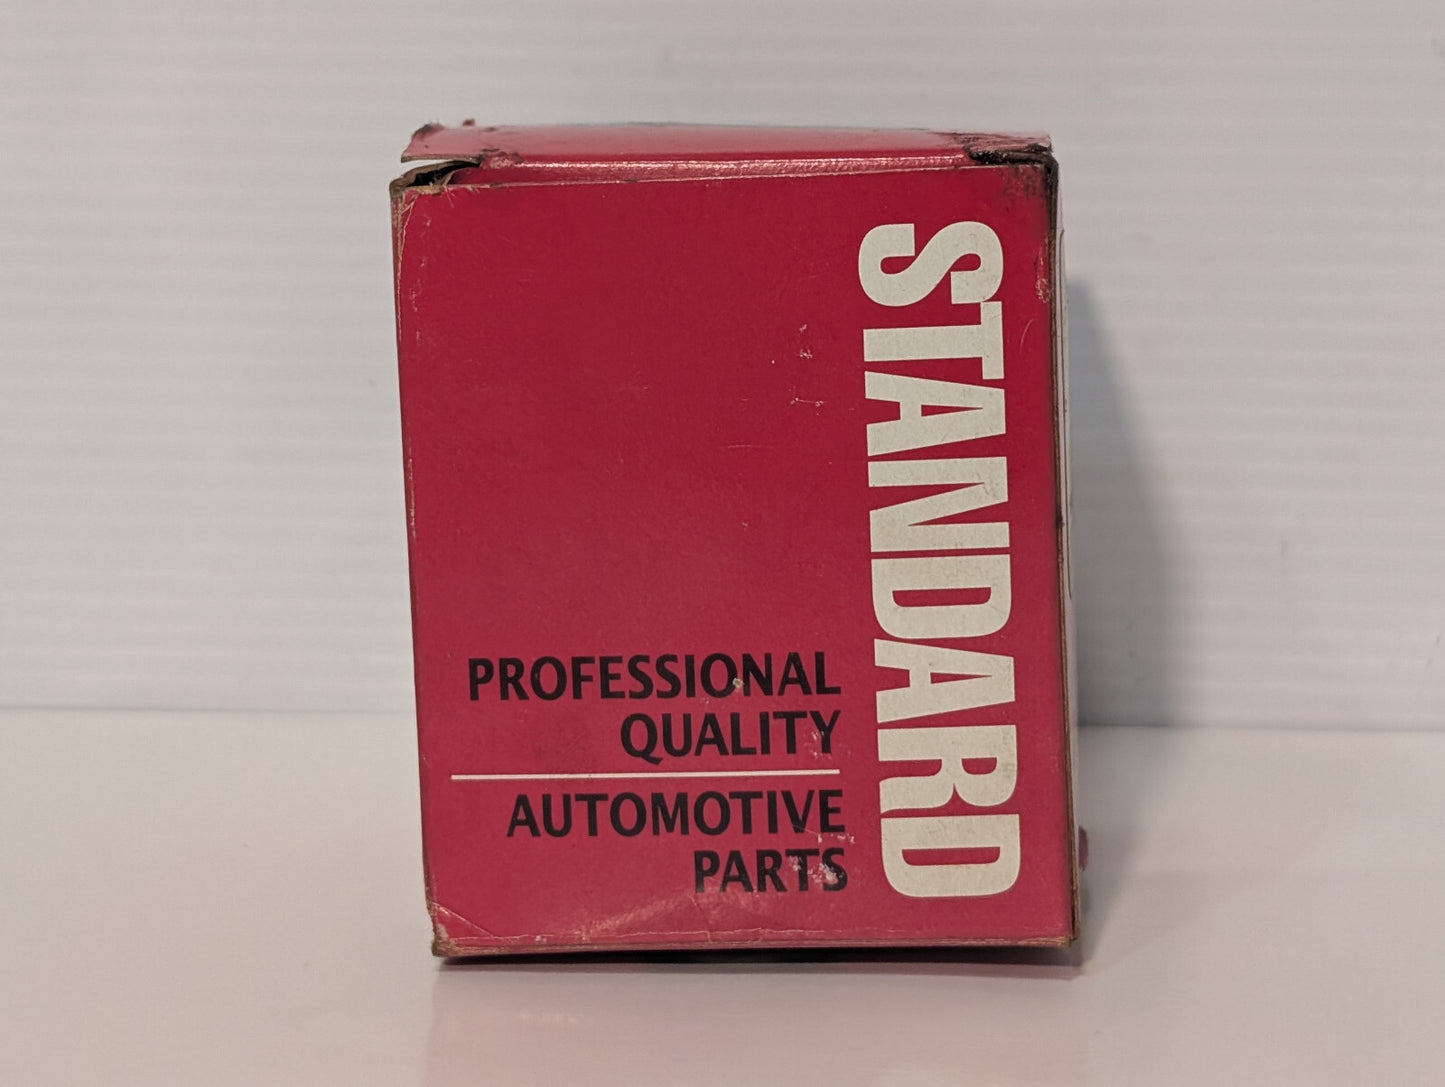 STANDARD
PROFESSIONAL
QUALITY
AUTOMOTIVE
PARTS